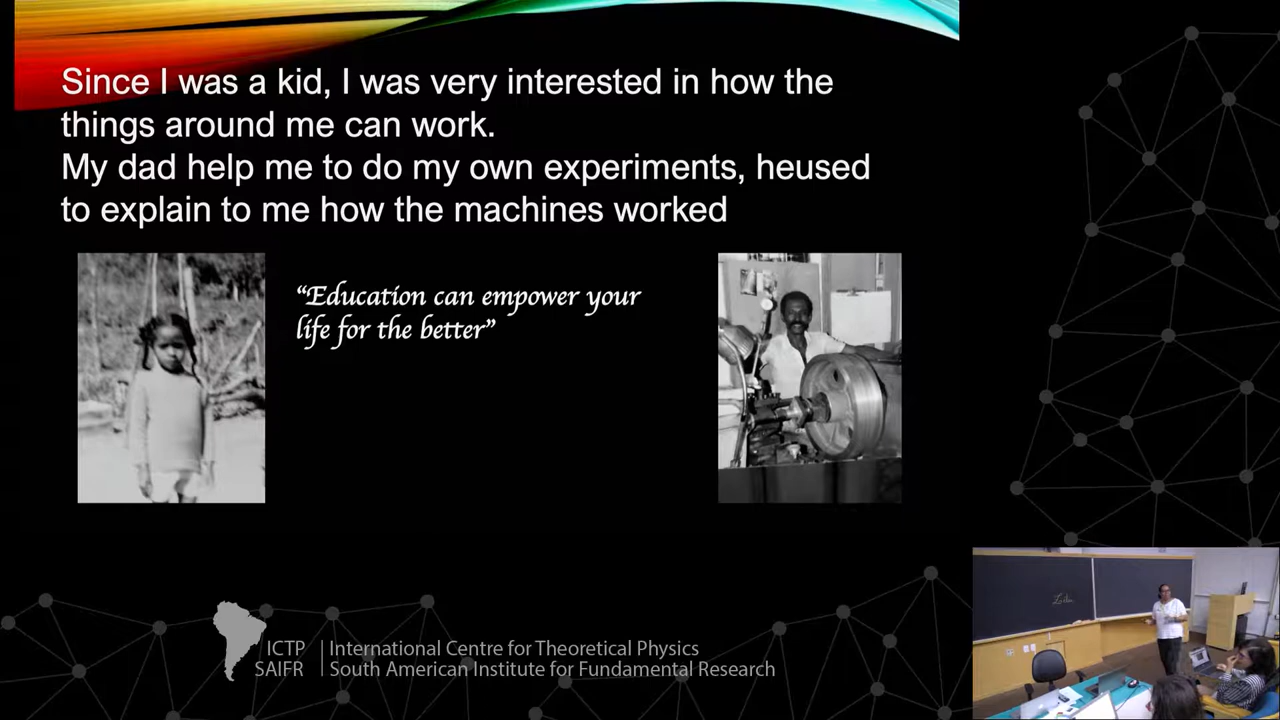 Since I was a kid, I was very interested in how the
things around me can work.
My dad help me to do my own experiments, heused
to explain to me how the machines worked
“Education can empower your
life for the better”
ICTP | International Centre for Theoretical Physics
SAIFR | South American Institute for Fundamental Research